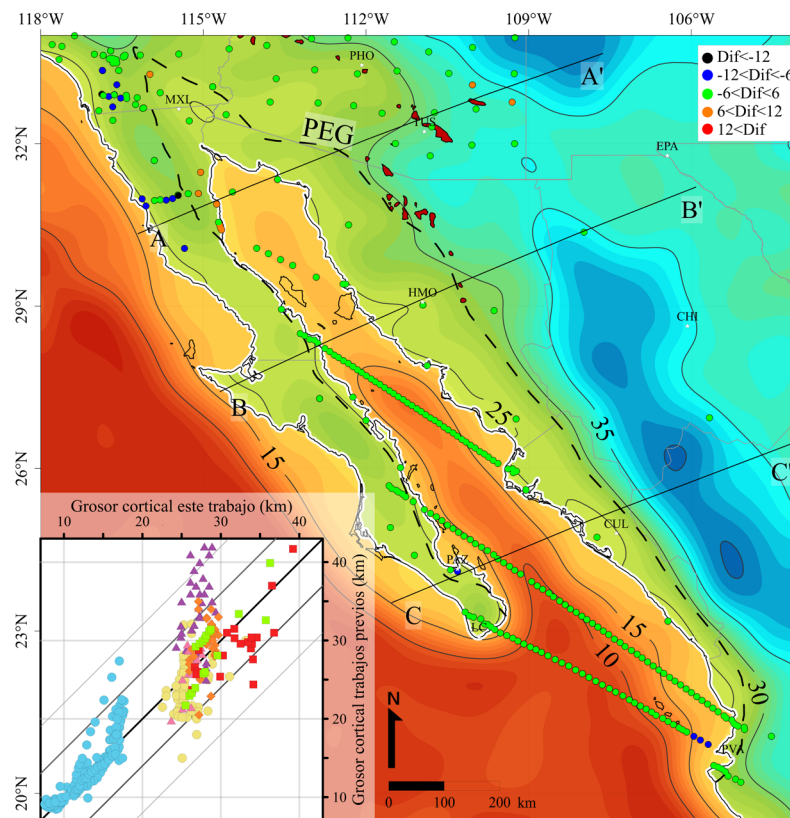 118°W 115°W 112°W 109°W 106°W
PHO
A'
Dif<-12
-12<Dif<-6
-6<Dif<6
6<Dif<12
12<Dif
MXL
PEG
TUS
32°N
EPA
B'
A
29°N
HMO
CHI
B
25
35
15
26°N
C'
Grosor cortical este trabajo (km)
10 20 30 40
CUL
PAZ
C
40
30
20
10
Grosor cortical trabajos previos (km)
23°N
LC
15
10
30
N
PVA
0 100 200 km
20°N